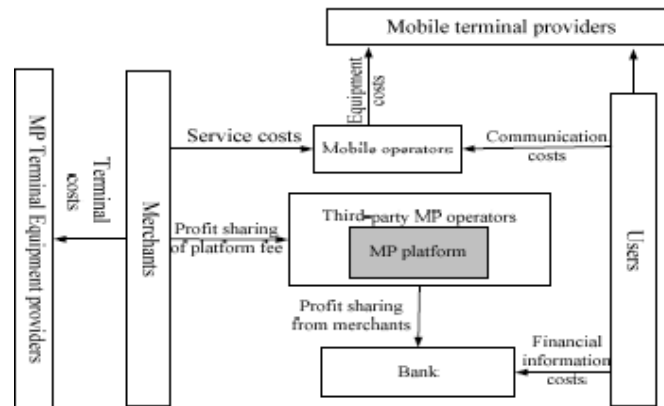 Mobile terminal providers
Equipment
costs
Service costs
Mobile operators
Communication
costs
MP Terminal Equipment providers
Terminal
costs
Merchants
Profit sharing
of platform fee
Third-party MP operators
MP platform
Users
Profit sharing
from merchants
Financial
information
costs
Bank